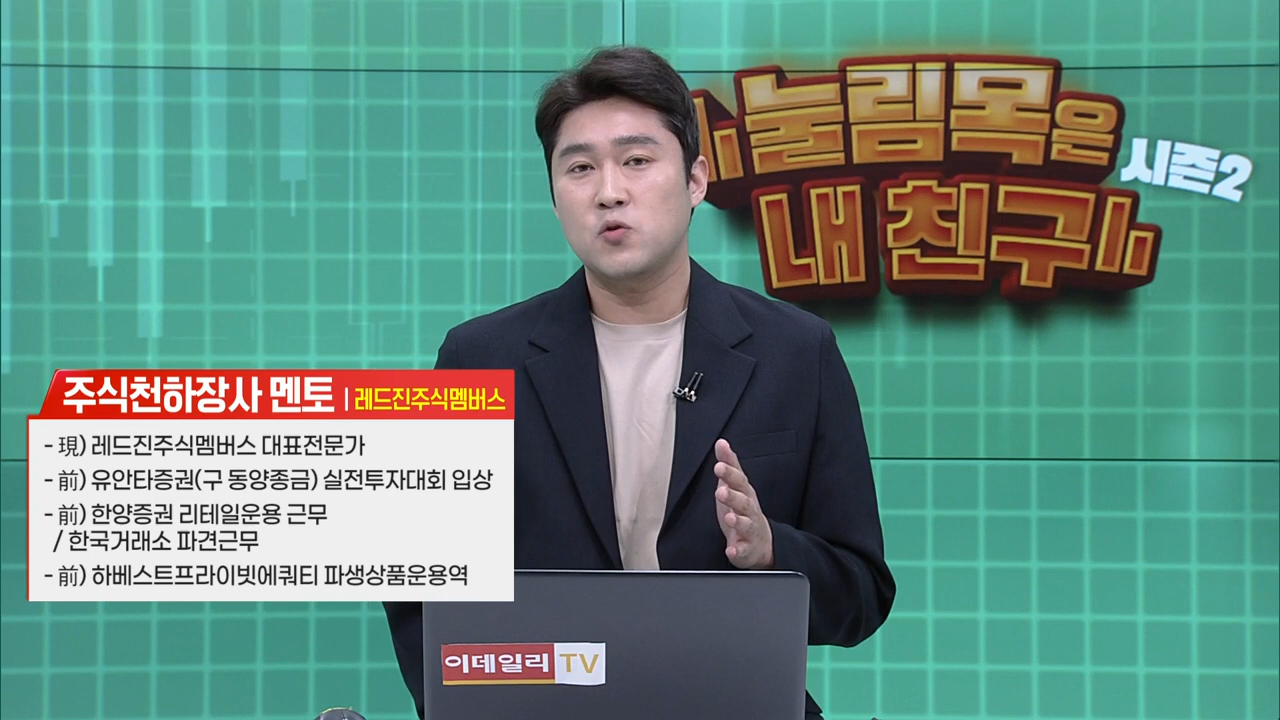 눌림목은
내 친구
시즌2
주식천하장사 멘토 | 레드진주식멤버스
- 現) 레드진주식멤버스 대표전문가
- 前) 유안타증권(구 동양종금) 실전투자대회 입상
- 前) 한양증권 리테일운용 근무
/ 한국거래소 파견근무
- 前) 하베스트프라이빗에쿼티 파생상품운용역
이데일리 TV